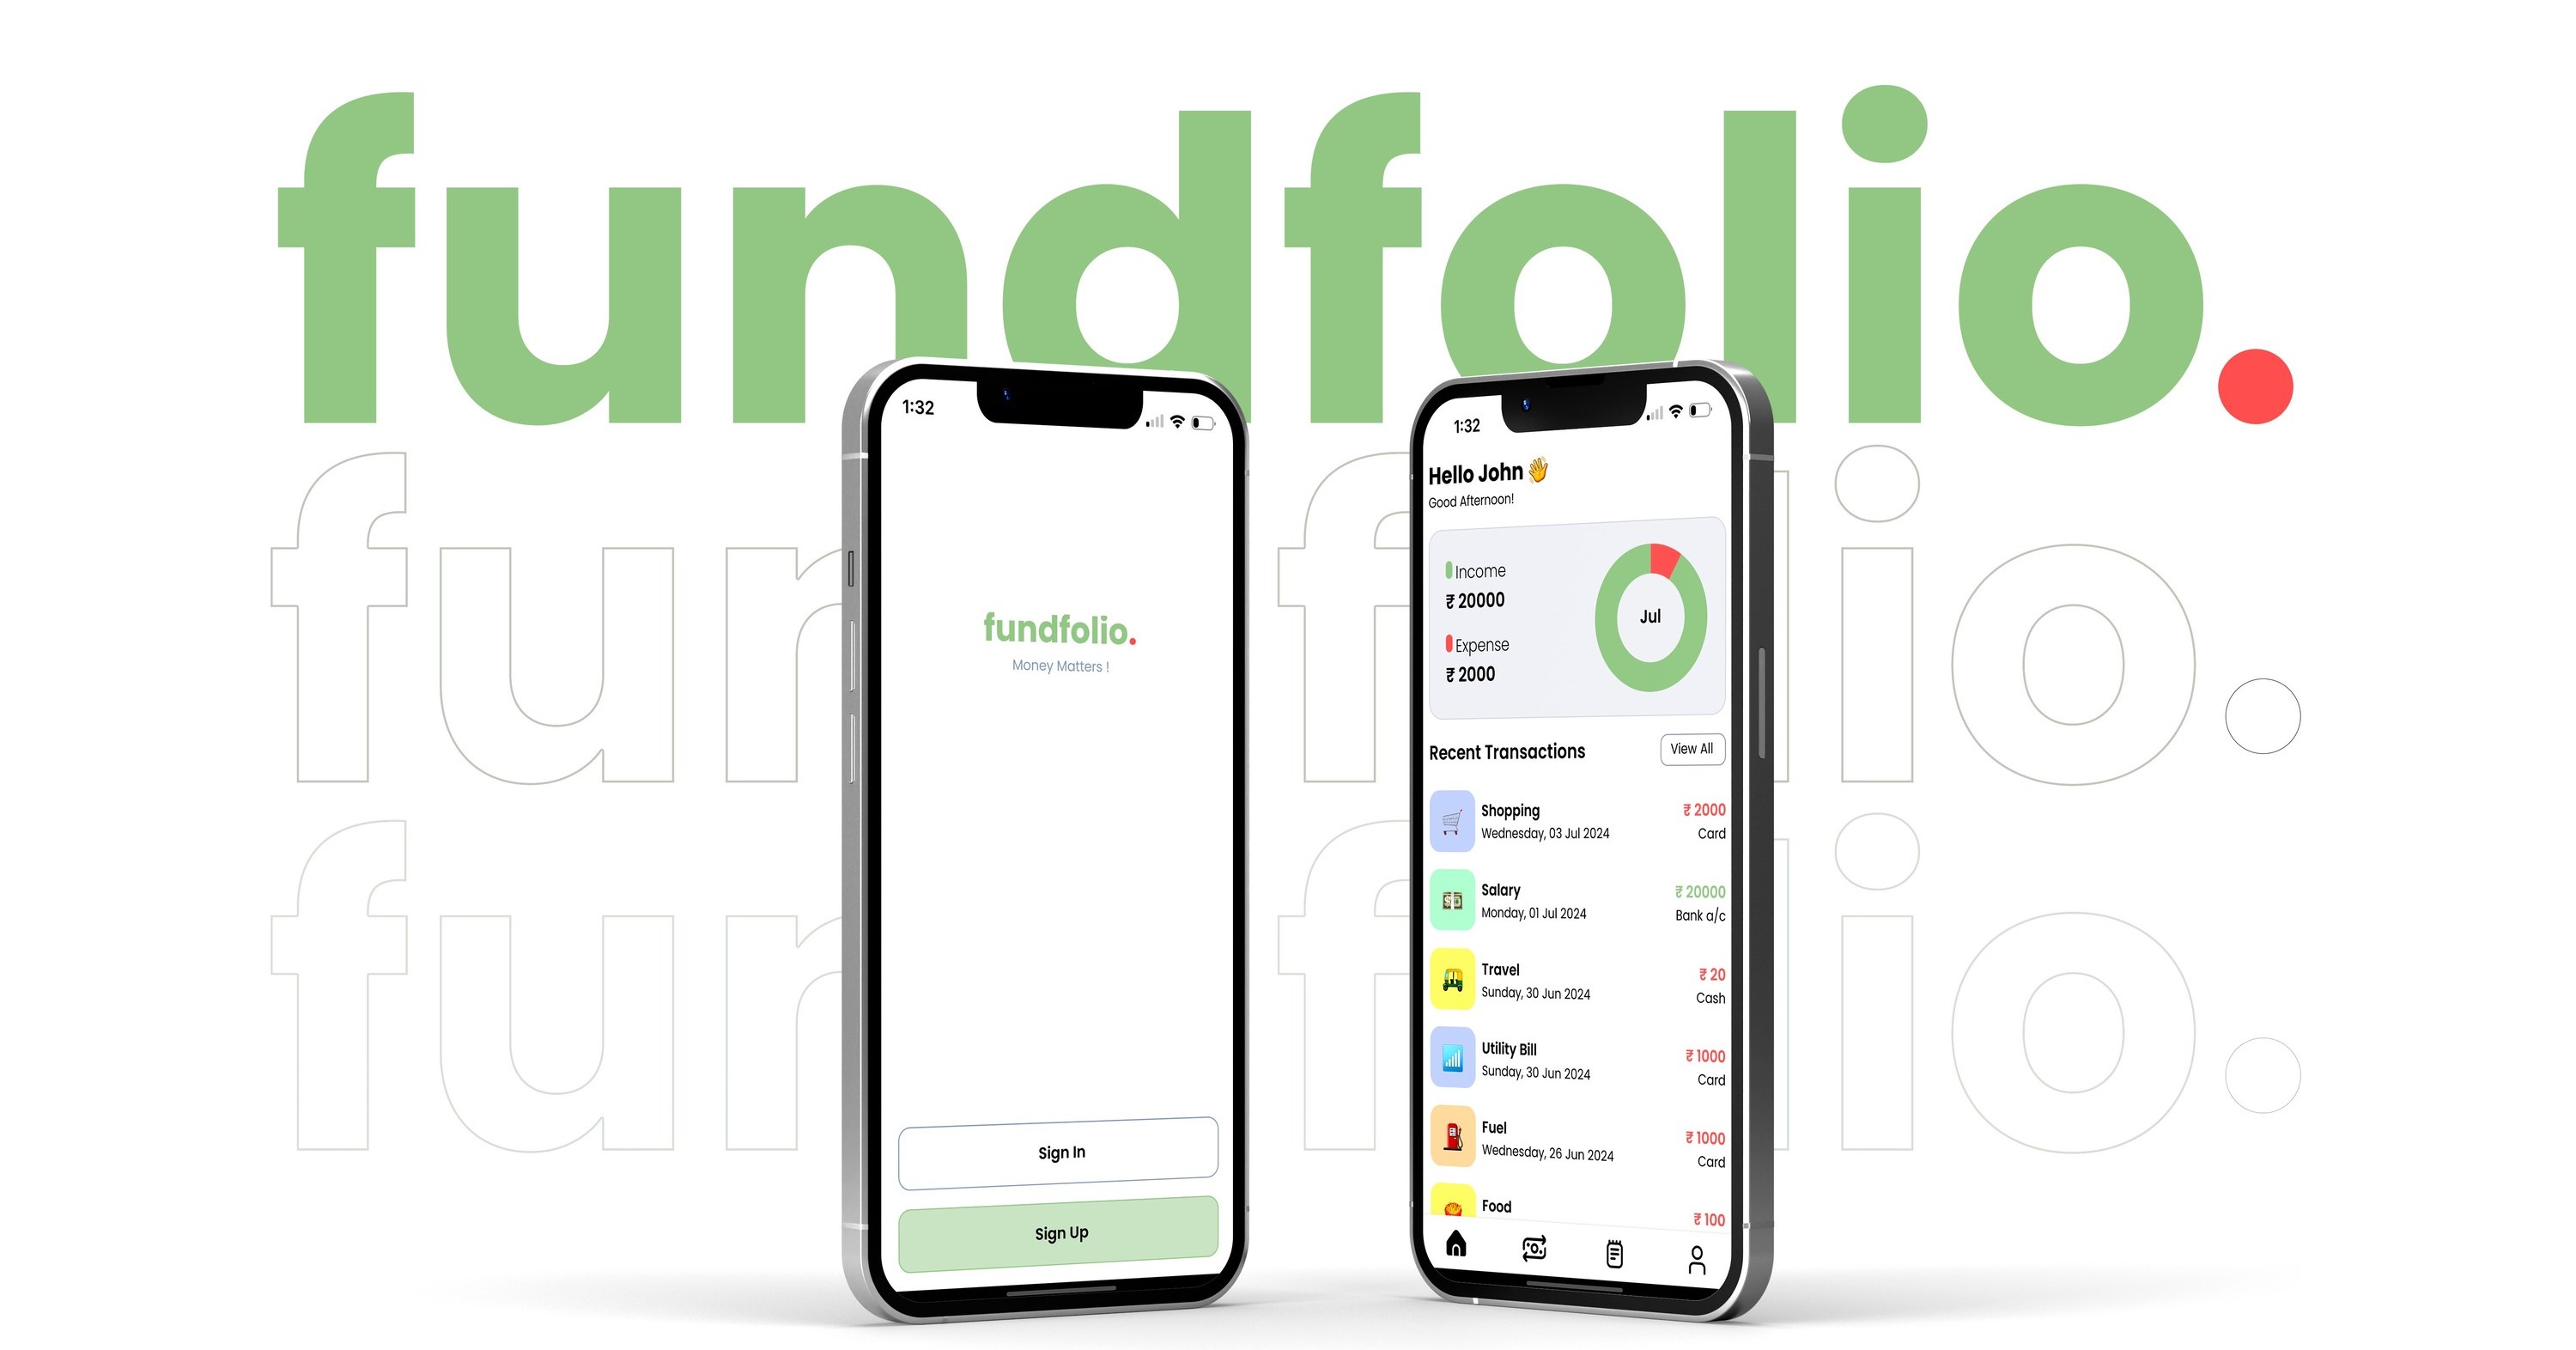 fundfolio.
fundfolio.
fundfolio.
1:32
fundfolio.
Money Matters !
Sign In
Sign Up
1:32
Hello John 👋
Good Afternoon!
Income
₹ 20000
Expense
₹ 2000
Jul
Recent Transactions
View All
Shopping
₹ 2000
Wednesday, 03 Jul 2024
Card
Salary
₹ 20000
Monday, 01 Jul 2024
Bank a/c
Travel
₹ 20
Sunday, 30 Jun 2024
Cash
Utility Bill
₹ 1000
Sunday, 30 Jun 2024
Card
Fuel
₹ 1000
Wednesday, 26 Jun 2024
Card
Food
₹ 100